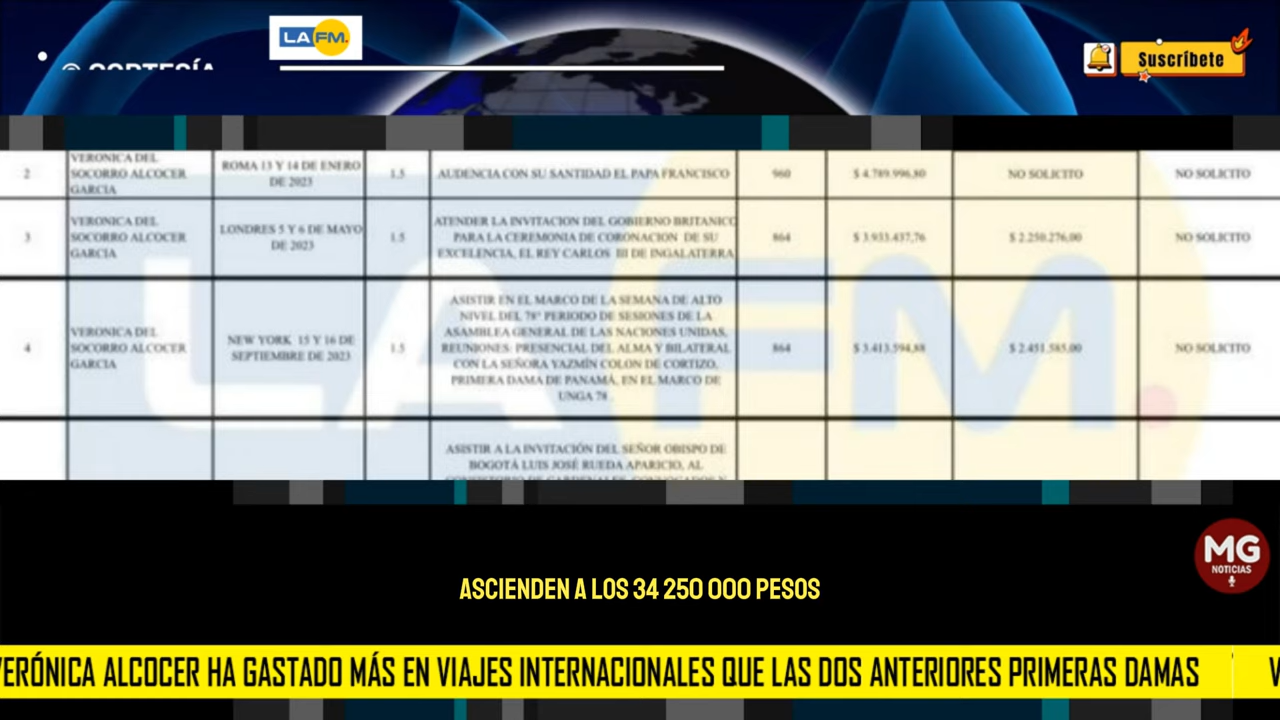 LA FM.
© CORTESÍA
Suscríbete
2
VERONICA DEL
SOCORRO ALCOCER
GARCIA
ROMA 13 Y 14 DE ENERO
DE 2023
1.5
AUDENCIA CON SU SANTIDAD EL PAPA FRANCISCO
960
$ 4.789.996,80
NO SOLICITO
NO SOLICITO
3
VERONICA DEL
SOCORRO ALCOCER
GARCIA
LONDRES 5 Y 6 DE MAYO
DE 2023
1.5
ATENDER LA INVITACION DEL GOBIERNO BRITANICO
PARA LA CEREMONIA DE CORONACION DE SU
EXCELENCIA, EL REY CARLOS III DE INGALATERRA
864
$ 3.933.437,76
$ 2.250.276,00
NO SOLICITO
4
VERONICA DEL
SOCORRO ALCOCER
GARCIA
NEW YORK 15 Y 16 DE
SEPTIEMBRE DE 2023
1.5
ASISTIR EN EL MARCO DE LA SEMANA DE ALTO
NIVEL DEL 78° PERIODO DE SESIONES DE LA
ASAMBLEA GENERAL DE LAS NACIONES UNIDAS,
REUNIONES: PRESENCIAL DEL ALMA Y BILATERAL
CON LA SEÑORA YAZMÍN COLON DE CORTIZO,
PRIMERA DAMA DE PANAMÁ, EN EL MARCO DE
UNGA 78 .
864
$ 3.413.594,88
$ 2.451.585,00
NO SOLICITO
ASISTIR A LA INVITACIÓN DEL SEÑOR OBISPO DE
BOGOTÁ LUIS JOSÉ RUEDA APARICIO, AL
LA FM.
MG
NOTICIAS
ASCIENDEN A LOS 34 250 000 PESOS
VERÓNICA ALCOCER HA GASTADO MÁS EN VIAJES INTERNACIONALES QUE LAS DOS ANTERIORES PRIMERAS DAMAS